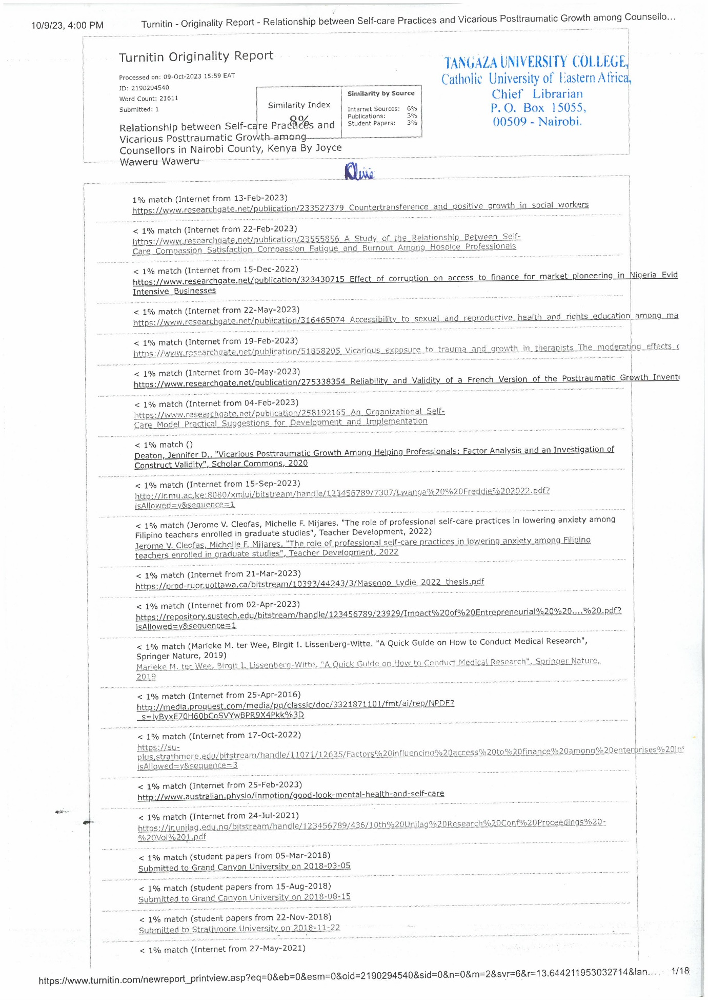 10/9/23, 4:00 PM
Turnitin - Originality Report - Relationship between Self-care Practices and Vicarious Posttraumatic Growth among Counsello...
Turnitin Originality Report
Processed on: 09-Oct-2023 15:59 EAT
ID: 2190294540
Word Count: 21611
Submitted: 1
Similarity Index
8%
Similarity by Source
Internet Sources: 6%
Publications: 3%
Student Papers: 3%
Relationship between Self-care Practices and
Vicarious Posttraumatic Growth among
Counsellors in Nairobi County, Kenya By Joyce
Waweru Waweru
TANGAZA UNIVERSITY COLLEGE,
Catholic University of Eastern Africa,
Chief Librarian
P. O. Box 15055,
00509 - Nairobi.
1% match (Internet from 13-Feb-2023)
https://www.researchgate.net/publication/233527379_Countertransference_and_positive_growth_in_social_workers
< 1% match (Internet from 22-Feb-2023)
https://www.researchgate.net/publication/23555856_A_Study_of_the_Relationship_Between_Self-
Care_Compassion_Satisfaction_Compassion_Fatigue_and_Burnout_Among_Hospice_Professionals
< 1% match (Internet from 15-Dec-2022)
https://www.researchgate.net/publication/323430715_Effect_of_corruption_on_access_to_finance_for_market_pioneering_in_Nigeria_Evid
Intensive_Businesses
< 1% match (Internet from 22-May-2023)
https://www.researchgate.net/publication/316465074_Accessibility_to_sexual_and_reproductive_health_and_rights_education_among_ma
< 1% match (Internet from 19-Feb-2023)
https://www.researchgate.net/publication/51858205_Vicarious_exposure_to_trauma_and_growth_in_therapists_The_moderating_effects_
< 1% match (Internet from 30-May-2023)
https://www.researchgate.net/publication/275338354_Reliability_and_Validity_of_a_French_Version_of_the_Posttraumatic_Growth_Invent
< 1% match (Internet from 04-Feb-2023)
https://www.researchgate.net/publication/258192165_An_Organizational_Self-
Care_Model_Practical_Suggestions_for_Development_and_Implementation
< 1% match ()
Deaton, Jennifer D.. "Vicarious Posttraumatic Growth Among Helping Professionals: Factor Analysis and an Investigation of
Construct Validity", Scholar Commons, 2020
< 1% match (Internet from 15-Sep-2023)
http://ir.mu.ac.ke:8080/xmlui/bitstream/handle/123456789/7307/Lwanga%20%20Freddie%202022.pdf?
isAllowed=y&sequence=1
< 1% match (Jerome V. Cleofas, Michelle F. Mijares. "The role of professional self-care practices in lowering anxiety among
Filipino teachers enrolled in graduate studies", Teacher Development, 2022)
Jerome V. Cleofas, Michelle F. Mijares. "The role of professional self-care practices in lowering anxiety among Filipino
teachers enrolled in graduate studies", Teacher Development, 2022
< 1% match (Internet from 21-Mar-2023)
https://prod-ruor.uottawa.ca/bitstream/10393/44243/3/Masengo_Lydie_2022_thesis.pdf
< 1% match (Internet from 02-Apr-2023)
https://repository.sustech.edu/bitstream/handle/123456789/23929/Impact%20of%20Entrepreneurial%20%20....%20.pdf?
isAllowed=y&sequence=1
< 1% match (Marieke M. ter Wee, Birgit I. Lissenberg-Witte. "A Quick Guide on How to Conduct Medical Research",
Springer Nature, 2019)
Marieke M. ter Wee, Birgit I. Lissenberg-Witte. "A Quick Guide on How to Conduct Medical Research", Springer Nature,
2019
< 1% match (Internet from 25-Apr-2016)
http://media.proquest.com/media/pq/classic/doc/3321871101/fmt/ai/rep/NPDF?
_s=lyByxE70H60bCoSVYwBPR9X4Pkk%3D
< 1% match (Internet from 17-Oct-2022)
https://su-
plus.strathmore.edu/bitstream/handle/11071/12635/Factors%20influencing%20access%20to%20finance%20among%20enterprises%20in
isAllowed=y&sequence=3
< 1% match (Internet from 25-Feb-2023)
http://www.australian.physio/inmotion/good-look-mental-health-and-self-care
< 1% match (Internet from 24-Jul-2021)
https://ir.unilag.edu.ng/bitstream/handle/123456789/436/10th%20Unilag%20Research%20Conf%20Proceedings%20-
%20Vol%201.pdf
< 1% match (student papers from 05-Mar-2018)
Submitted to Grand Canyon University on 2018-03-05
< 1% match (student papers from 15-Aug-2018)
Submitted to Grand Canyon University on 2018-08-15
< 1% match (student papers from 22-Nov-2018)
Submitted to Strathmore University on 2018-11-22
< 1% match (Internet from 27-May-2021)
https://www.turnitin.com/newreport_printview.asp?eq=0&eb=0&esm=0&oid=2190294540&sid=0&n=0&m=2&svr=6&r=13.644211953032714&lan....
1/18